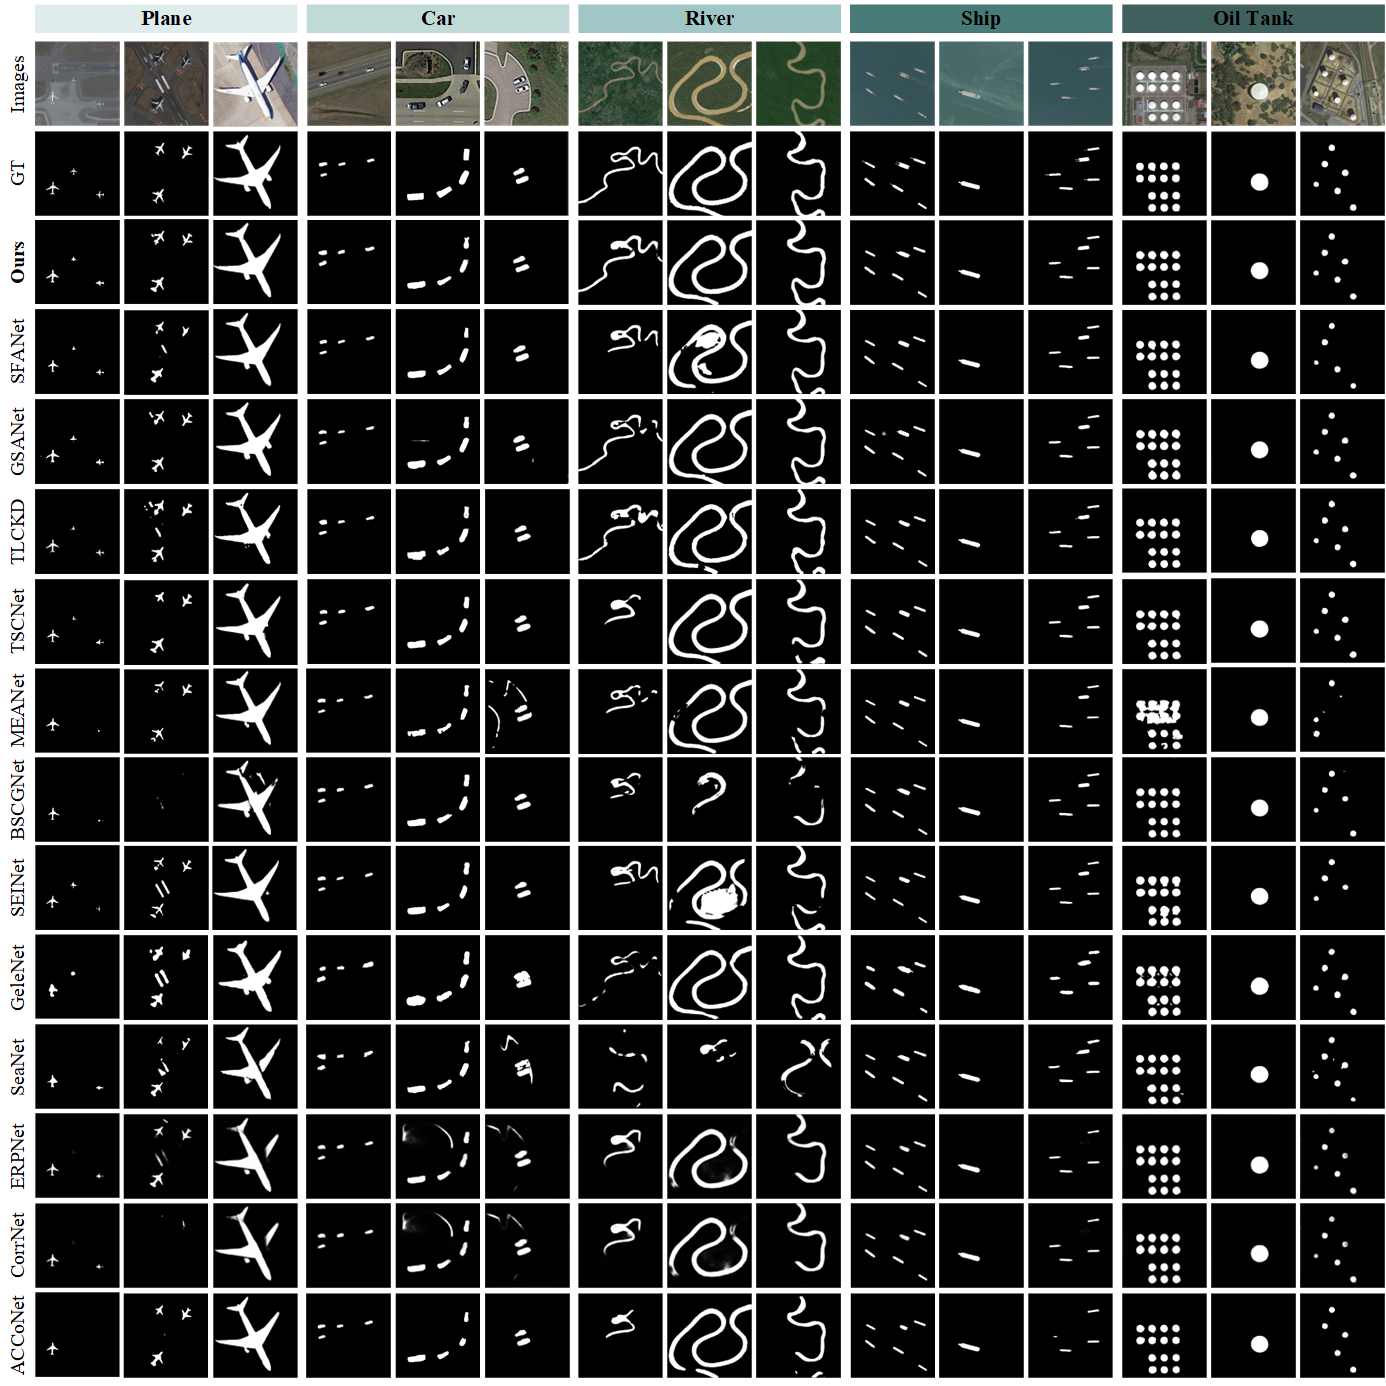 Plane Car River Ship Oil Tank
Images
GT
Ours
SFANet
GSANet
TLCKD
TSCNet
MEANet
BSCGNet
SEINet
GeleNet
SeaNet
ERPNet
CorrNet
ACCoNet